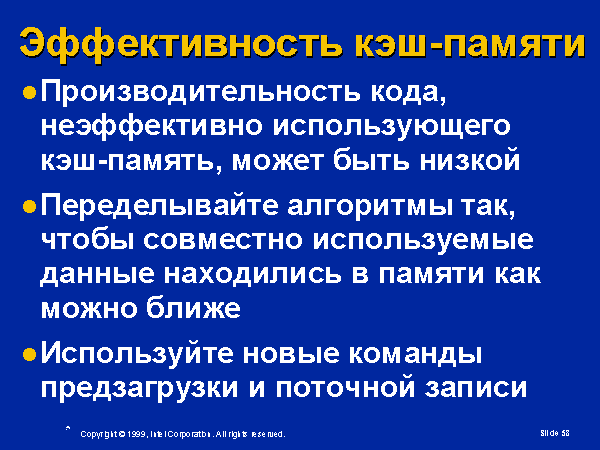 Эффективность кэш-памяти
●Производительность кода,
неэффективно использующего
кэш-память, может быть низкой
●Переделывайте алгоритмы так,
чтобы совместно используемые
данные находились в памяти как
можно ближе
●Используйте новые команды
предзагрузки и поточной записи
* Copyright © 1999, Intel Corporation. All rights reserved.
Slide 58